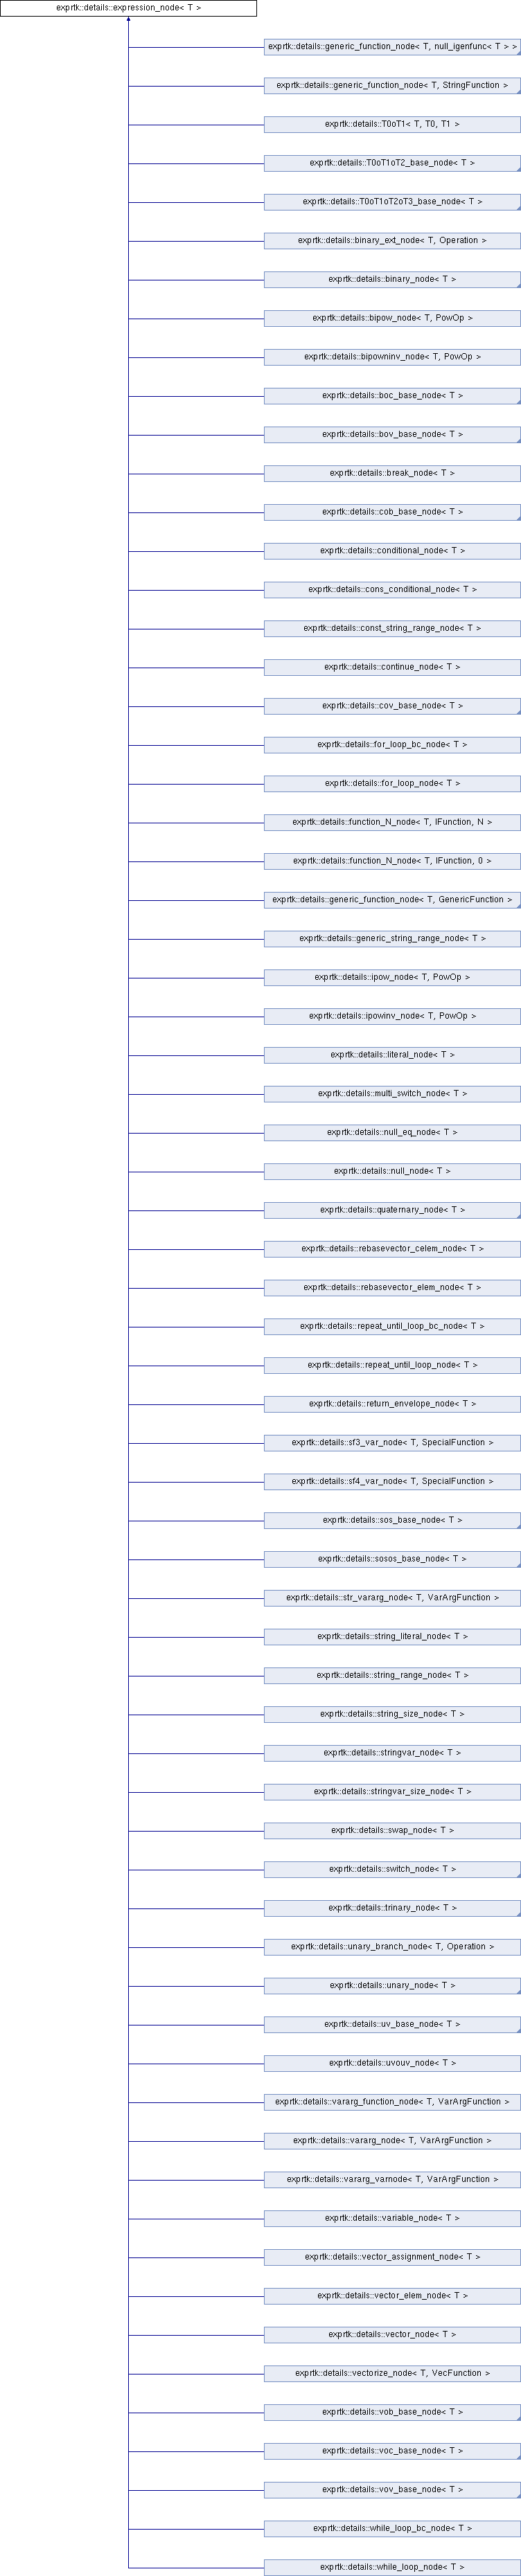 exprtk::details::expression_node< T >
exprtk::details::generic_function_node< T, null_igenfunc< T > >
exprtk::details::generic_function_node< T, StringFunction >
exprtk::details::T0oT1< T, T0, T1 >
exprtk::details::T0oT1oT2_base_node< T >
exprtk::details::T0oT1oT2oT3_base_node< T >
exprtk::details::binary_ext_node< T, Operation >
exprtk::details::binary_node< T >
exprtk::details::bipow_node< T, PowOp >
exprtk::details::bipowninv_node< T, PowOp >
exprtk::details::boc_base_node< T >
exprtk::details::bov_base_node< T >
exprtk::details::break_node< T >
exprtk::details::cob_base_node< T >
exprtk::details::conditional_node< T >
exprtk::details::cons_conditional_node< T >
exprtk::details::const_string_range_node< T >
exprtk::details::continue_node< T >
exprtk::details::cov_base_node< T >
exprtk::details::for_loop_bc_node< T >
exprtk::details::for_loop_node< T >
exprtk::details::function_N_node< T, IFunction, N >
exprtk::details::function_N_node< T, IFunction, 0 >
exprtk::details::generic_function_node< T, GenericFunction >
exprtk::details::generic_string_range_node< T >
exprtk::details::ipow_node< T, PowOp >
exprtk::details::ipowinv_node< T, PowOp >
exprtk::details::literal_node< T >
exprtk::details::multi_switch_node< T >
exprtk::details::null_eq_node< T >
exprtk::details::null_node< T >
exprtk::details::quaternary_node< T >
exprtk::details::rebasevector_celem_node< T >
exprtk::details::rebasevector_elem_node< T >
exprtk::details::repeat_until_loop_bc_node< T >
exprtk::details::repeat_until_loop_node< T >
exprtk::details::return_envelope_node< T >
exprtk::details::sf3_var_node< T, SpecialFunction >
exprtk::details::sf4_var_node< T, SpecialFunction >
exprtk::details::sos_base_node< T >
exprtk::details::sosos_base_node< T >
exprtk::details::str_vararg_node< T, VarArgFunction >
exprtk::details::string_literal_node< T >
exprtk::details::string_range_node< T >
exprtk::details::string_size_node< T >
exprtk::details::stringvar_node< T >
exprtk::details::stringvar_size_node< T >
exprtk::details::swap_node< T >
exprtk::details::switch_node< T >
exprtk::details::trinary_node< T >
exprtk::details::unary_branch_node< T, Operation >
exprtk::details::unary_node< T >
exprtk::details::uv_base_node< T >
exprtk::details::uvouv_node< T >
exprtk::details::vararg_function_node< T, VarArgFunction >
exprtk::details::vararg_node< T, VarArgFunction >
exprtk::details::vararg_varnode< T, VarArgFunction >
exprtk::details::variable_node< T >
exprtk::details::vector_assignment_node< T >
exprtk::details::vector_elem_node< T >
exprtk::details::vector_node< T >
exprtk::details::vectorize_node< T, VecFunction >
exprtk::details::vob_base_node< T >
exprtk::details::voc_base_node< T >
exprtk::details::vov_base_node< T >
exprtk::details::while_loop_bc_node< T >
exprtk::details::while_loop_node< T >